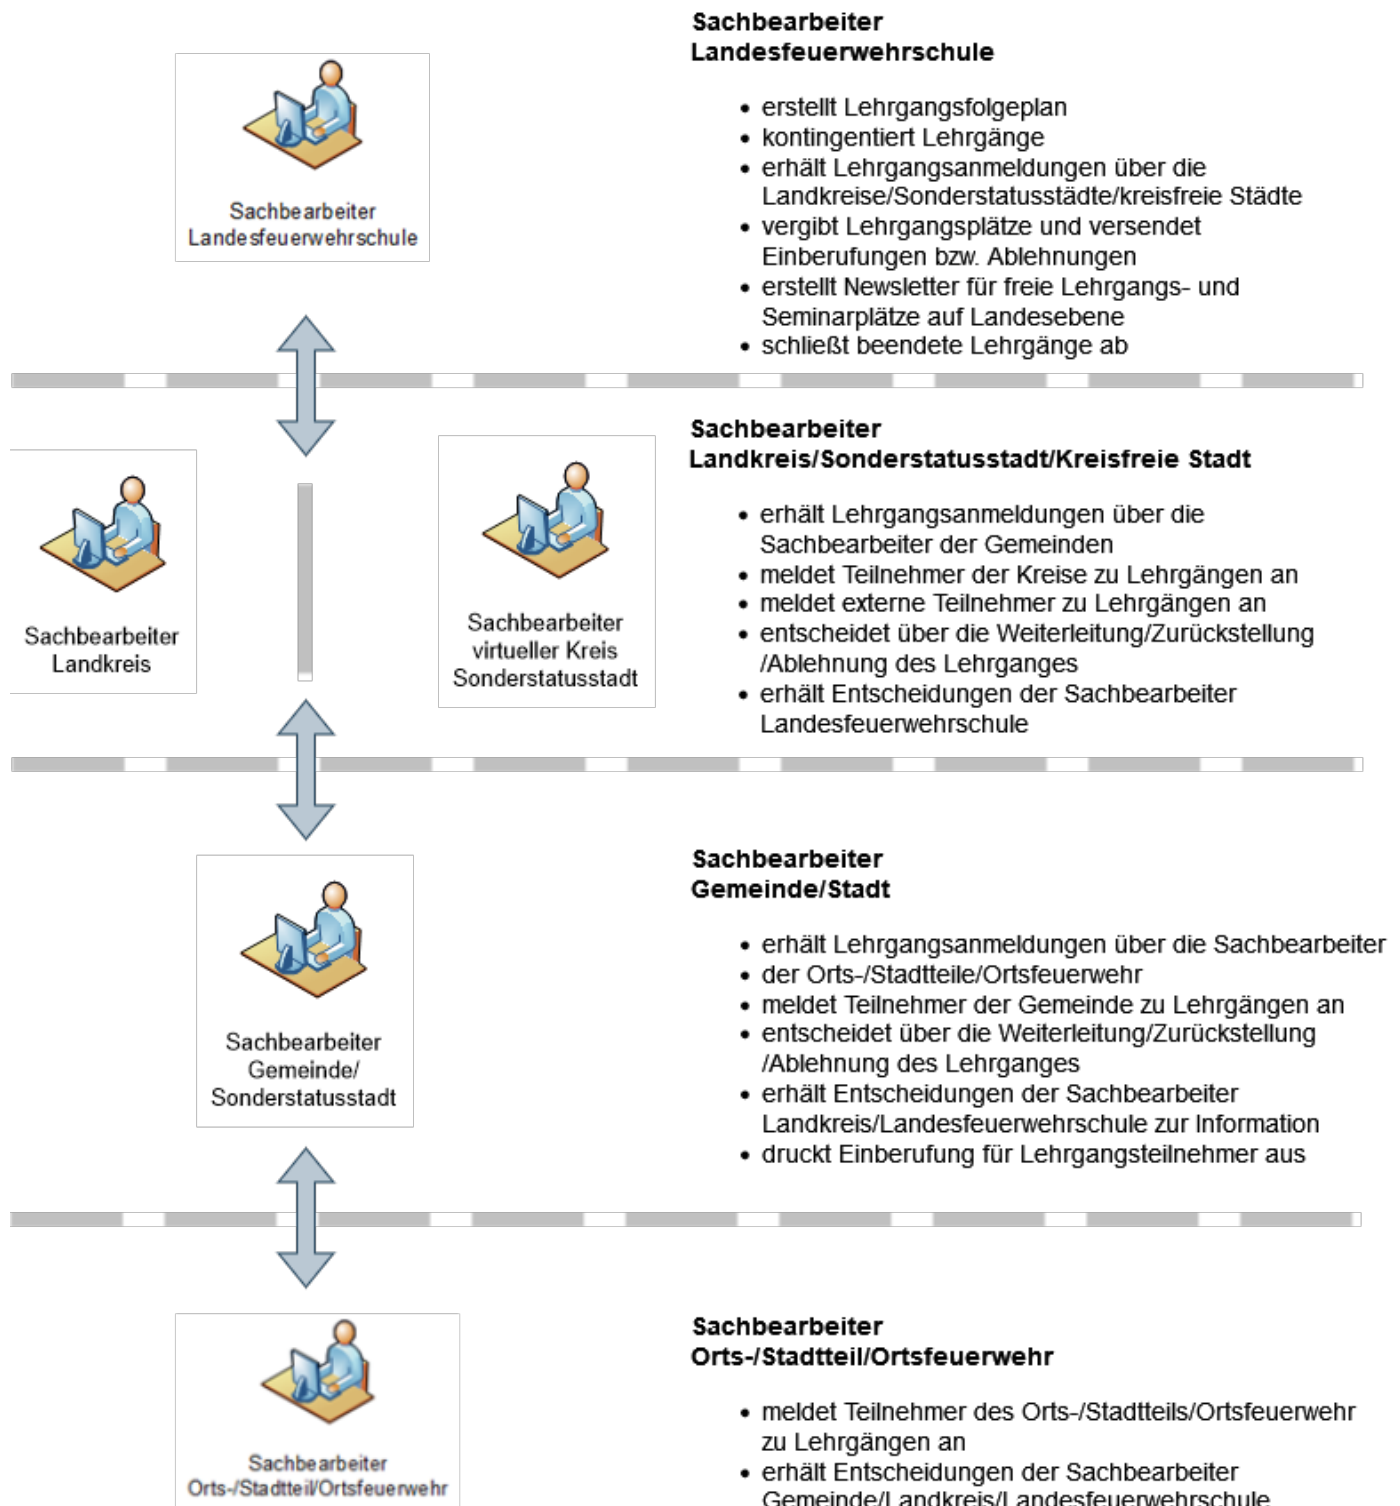 Sachbearbeiter
Landesfeuerwehrschule
Sachbearbeiter
Landesfeuerwehrschule
• erstellt Lehrgangsfolgeplan
• kontingentiert Lehrgänge
• erhält Lehrgangsanmeldungen über die
Landkreise/Sonderstatusstädte/kreisfreie Städte
• vergibt Lehrgangsplätze und versendet
Einberufungen bzw. Ablehnungen
• erstellt Newsletter für freie Lehrgangs- und
Seminarplätze auf Landesebene
• schließt beendete Lehrgänge ab
Sachbearbeiter
Landkreis
Sachbearbeiter
virtueller Kreis
Sonderstatusstadt
Sachbearbeiter
Landkreis/Sonderstatusstadt/Kreisfreie Stadt
• erhält Lehrgangsanmeldungen über die
Sachbearbeiter der Gemeinden
• meldet Teilnehmer der Kreise zu Lehrgängen an
• meldet externe Teilnehmer zu Lehrgängen an
• entscheidet über die Weiterleitung/Zurückstellung
/Ablehnung des Lehrganges
• erhält Entscheidungen der Sachbearbeiter
Landesfeuerwehrschule
Sachbearbeiter
Gemeinde/
Sonderstatusstadt
Sachbearbeiter
Gemeinde/Stadt
• erhält Lehrgangsanmeldungen über die Sachbearbeiter
• der Orts-/Stadtteile/Ortsfeuerwehr
• meldet Teilnehmer der Gemeinde zu Lehrgängen an
• entscheidet über die Weiterleitung/Zurückstellung
/Ablehnung des Lehrganges
• erhält Entscheidungen der Sachbearbeiter
Landkreis/Landesfeuerwehrschule zur Information
• druckt Einberufung für Lehrgangsteilnehmer aus
Sachbearbeiter
Orts-/Stadtteil/Ortsfeuerwehr
Sachbearbeiter
Orts-/Stadtteil/Ortsfeuerwehr
• meldet Teilnehmer des Orts-/Stadtteils/Ortsfeuerwehr
zu Lehrgängen an
• erhält Entscheidungen der Sachbearbeiter
Gemeinde/Landkreis/Landesfeuerwehrschule